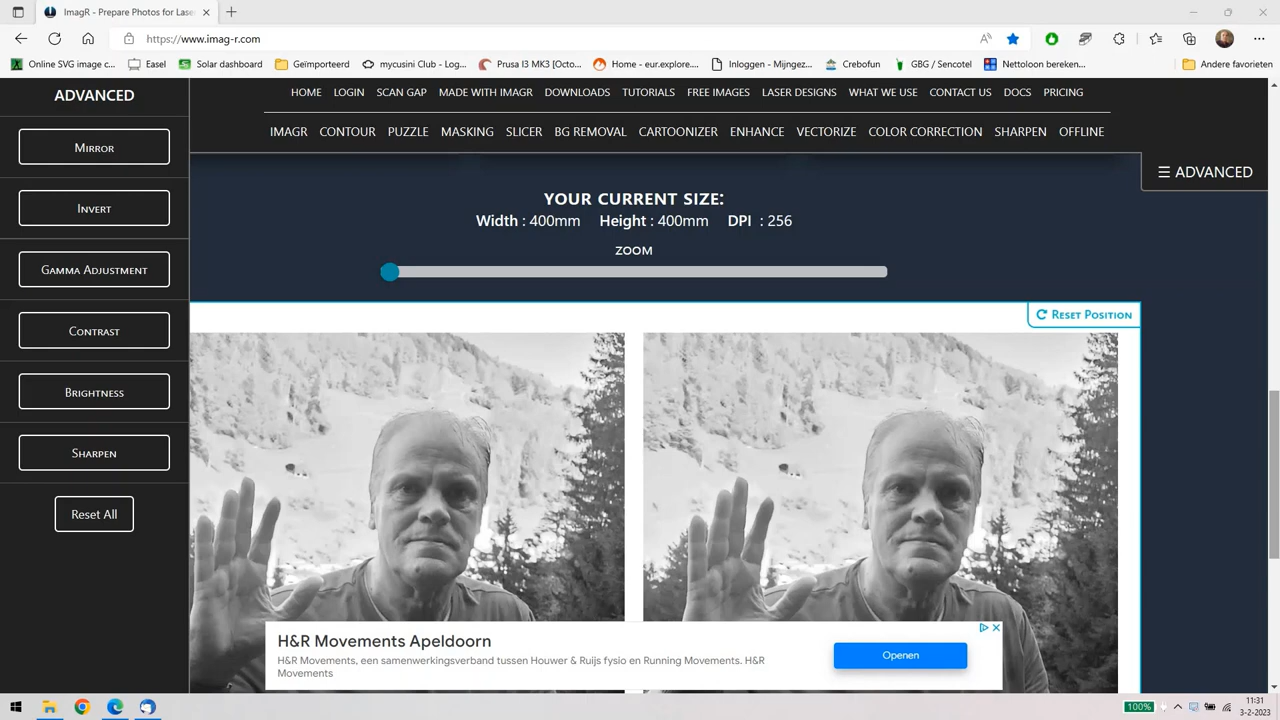 ImagR - Prepare Photos for Lase
https://www.imag-r.com
Online SVG image c...
Easel
Solar dashboard
Geïmporteerd
mycusini Club - Log...
Prusa I3 MK3 [Octo...
Home - eur.explore....
Inloggen - Mijngez...
Crebofun
GBG / Sencotel
Nettoloon bereken...
Andere favorieten
ADVANCED
HOME LOGIN SCAN GAP MADE WITH IMAGR DOWNLOADS TUTORIALS FREE IMAGES LASER DESIGNS WHAT WE USE CONTACT US DOCS PRICING
IMAGR CONTOUR PUZZLE MASKING SLICER BG REMOVAL CARTOONIZER ENHANCE VECTORIZE COLOR CORRECTION SHARPEN OFFLINE
☰ ADVANCED
Mirror
Invert
Gamma Adjustment
Contrast
Brightness
Sharpen
Reset All
YOUR CURRENT SIZE:
Width : 400mm Height : 400mm DPI : 256
ZOOM
Reset Position
H&R Movements Apeldoorn
H&R Movements, een samenwerkingsverband tussen Houwer & Ruijs fysio en Running Movements. H&R
Movements
Openen
100%
11:31
3-2-2023